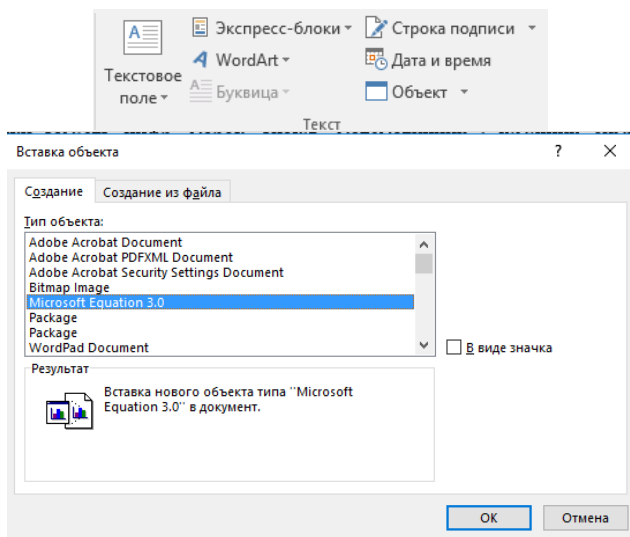 Текстовое поле
Экспресс-блоки
WordArt
Буквица
Строка подписи
Дата и время
Объект
Текст
Вставка объекта
? ×
Создание
Создание из файла
Тип объекта:
Adobe Acrobat Document
Adobe Acrobat PDFXML Document
Adobe Acrobat Security Settings Document
Bitmap Image
Microsoft Equation 3.0
Package
Package
WordPad Document
В виде значка
Результат
Вставка нового объекта типа "Microsoft
Equation 3.0" в документ.
ОК
Отмена